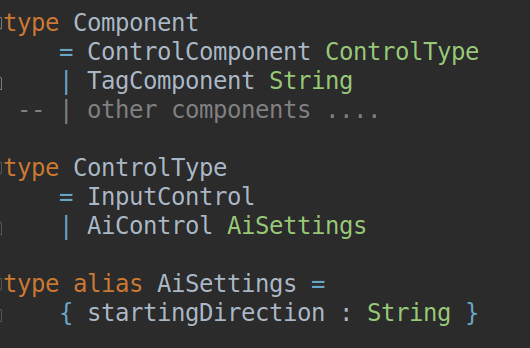 type Component
    = ControlComponent ControlType
    | TagComponent String
 -- | other components ....
type ControlType
    = InputControl
    | AiControl AiSettings
type alias AiSettings =
    { startingDirection : String }